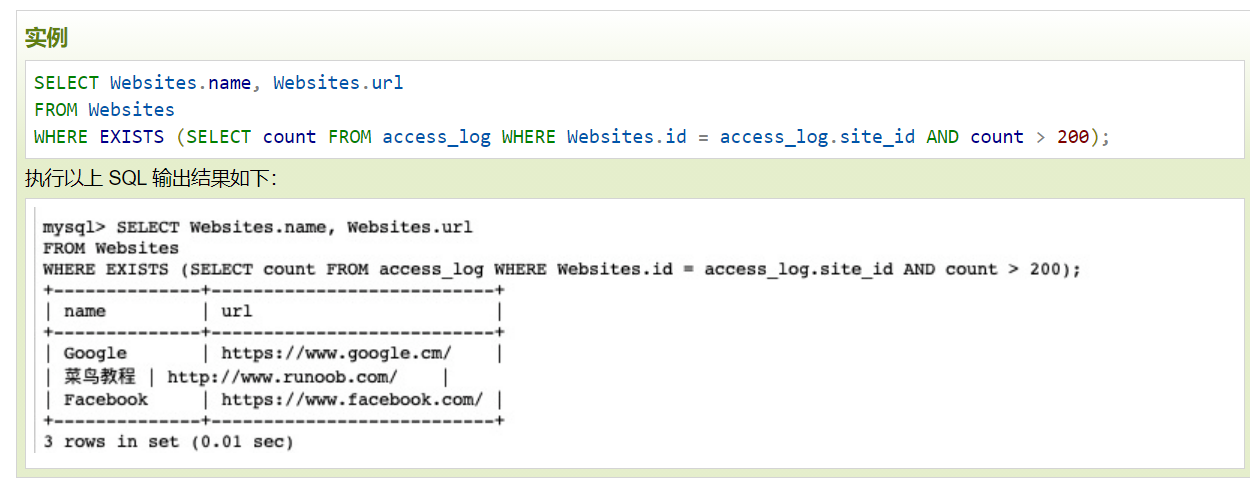 实例
SELECT Websites.name, Websites.url
FROM Websites
WHERE EXISTS (SELECT count FROM access_log WHERE Websites.id = access_log.site_id AND count > 200);
执行以上 SQL 输出结果如下：
mysql> SELECT Websites.name, Websites.url
FROM Websites
WHERE EXISTS (SELECT count FROM access_log WHERE Websites.id = access_log.site_id AND count > 200);
+--------------+---------------------------+
| name         | url                       |
+--------------+---------------------------+
| Google       | https://www.google.cm/    |
| 菜鸟教程 | http://www.runoob.com/    |
| Facebook     | https://www.facebook.com/ |
+--------------+---------------------------+
3 rows in set (0.01 sec)